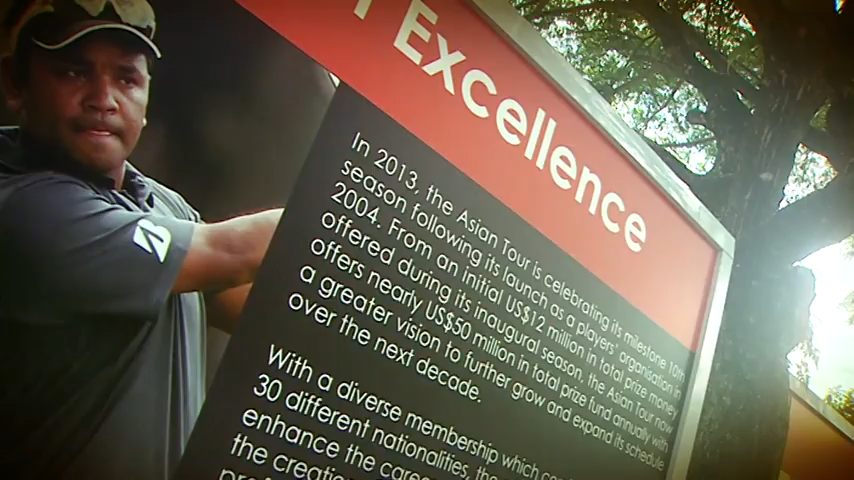 Excellence
In 2013, the Asian Tour is celebrating its milestone 10th
season following its launch as a players' organisation in
2004. From an initial US$12 million in total prize money
offered during its inaugural season, the Asian Tour now
offers nearly US$50 million in total prize fund annually with
a greater vision to further grow and expand its schedule
over the next decade.
With a diverse membership which
30 different nationalities, the
enhance the
the
B